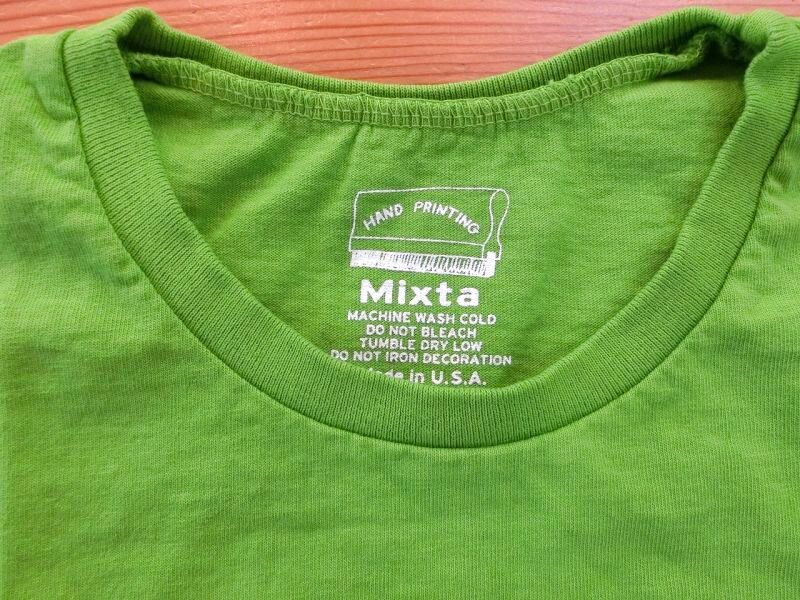 HAND PRINTING
Mixta
MACHINE WASH COLD
DO NOT BLEACH
TUMBLE DRY LOW
DO NOT IRON DECORATION
in U.S.A.